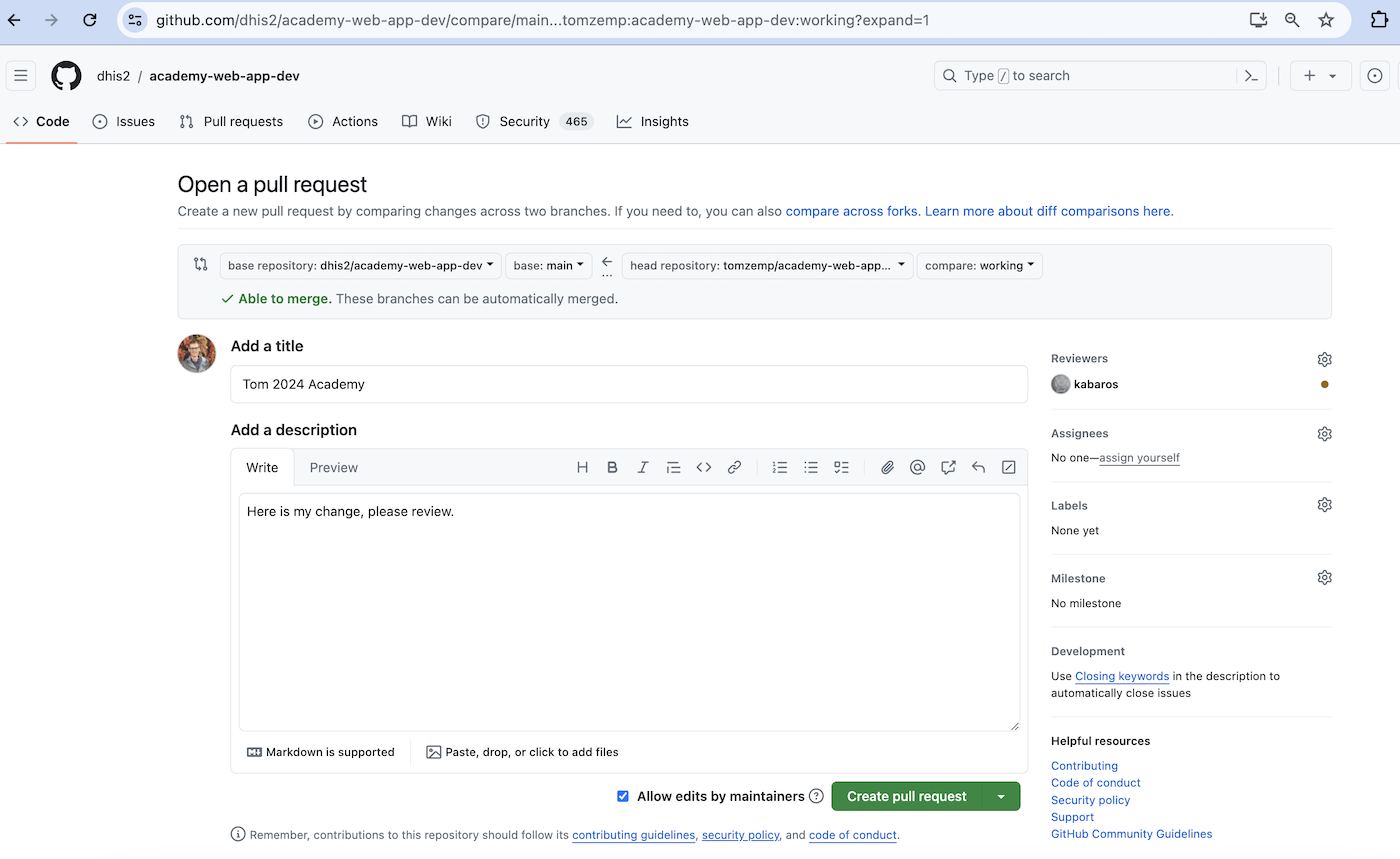 github.com/dhis2/academy-web-app-dev/compare/main...tomzemp:academy-web-app-dev:working?expand=1
dhis2 / academy-web-app-dev
Type / to search
Code Issues Pull requests Actions Wiki Security 465 Insights
Open a pull request
Create a new pull request by comparing changes across two branches. If you need to, you can also compare across forks. Learn more about diff comparisons here.
base repository: dhis2/academy-web-app-dev base: main ... head repository: tomzemp/academy-web-app... compare: working
Able to merge. These branches can be automatically merged.
Add a title
Tom 2024 Academy
Add a description
Write Preview
Here is my change, please review.
Markdown is supported Paste, drop, or click to add files
Allow edits by maintainers Create pull request
Remember, contributions to this repository should follow its contributing guidelines, security policy, and code of conduct.
Reviewers
kabaros
Assignees
No one—assign yourself
Labels
None yet
Milestone
No milestone
Development
Use Closing keywords in the description to
automatically close issues
Helpful resources
Contributing
Code of conduct
Security policy
Support
GitHub Community Guidelines